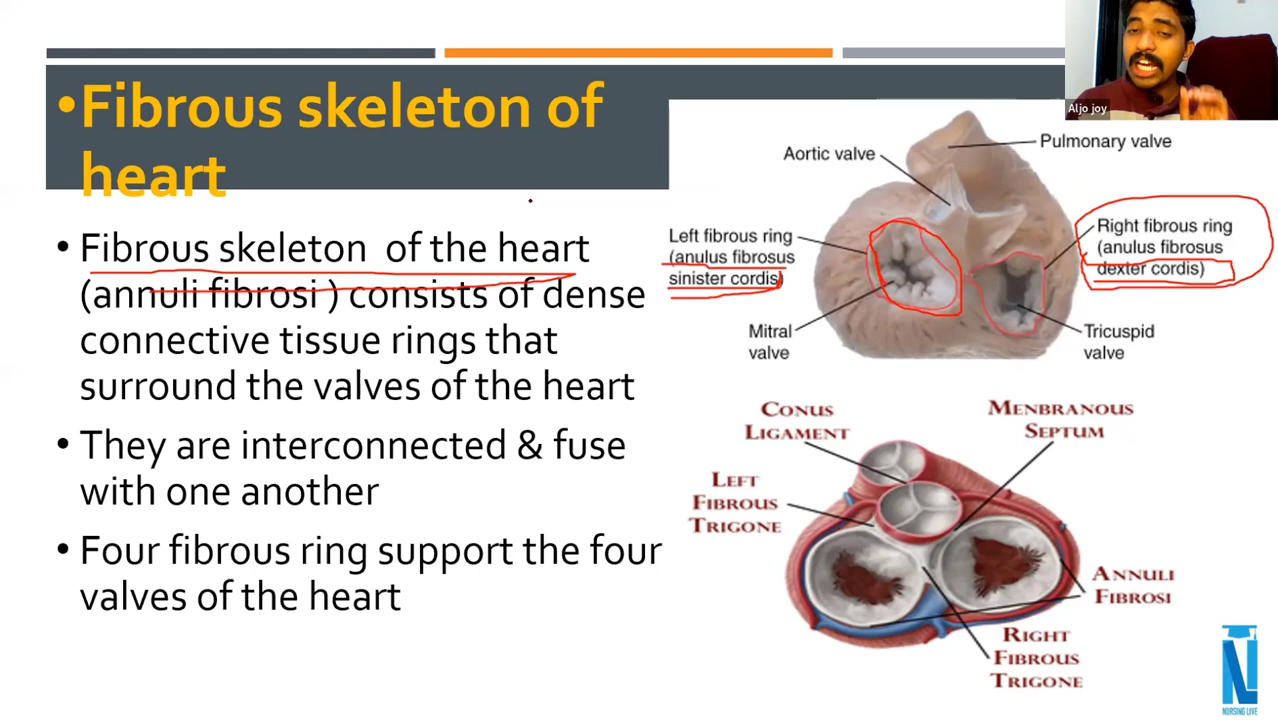 •Fibrous skeleton of
heart
• Fibrous skeleton of the heart
(annuli fibrosi ) consists of dense
connective tissue rings that
surround the valves of the heart
• They are interconnected & fuse
with one another
• Four fibrous ring support the four
valves of the heart
Aljo joy
Aortic valve
Pulmonary valve
Left fibrous ring
(anulus fibrosus
sinister cordis)
Right fibrous ring
(anulus fibrosus
dexter cordis)
Mitral
valve
Tricuspid
valve
CONUS
LIGAMENT
MENBRANOUS
SEPTUM
LEFT
FIBROUS
TRIGONE
ANNULI
FIBROSI
RIGHT
FIBROUS
TRIGONE
NURSING LIVE